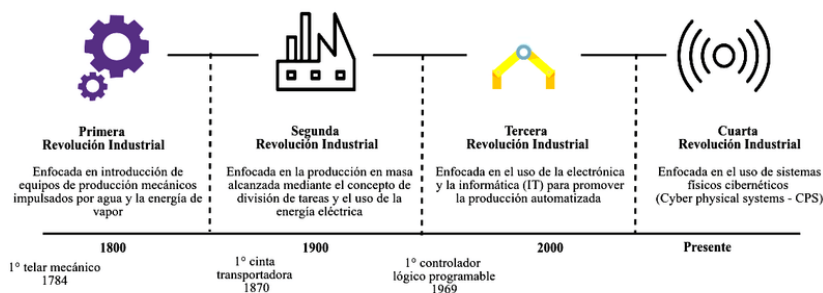 Primera
Revolución Industrial
Enfocada en introducción de
equipos de producción mecánicos
impulsados por agua y la energía de
vapor
Segunda
Revolución Industrial
Enfocada en la producción en masa
alcanzada mediante el concepto de
división de tareas y el uso de la
energía eléctrica
Tercera
Revolución Industrial
Enfocada en el uso de la electrónica
y la informática (IT) para promover
la producción automatizada
Cuarta
Revolución Industrial
Enfocada en el uso de sistemas
físicos cibernéticos
(Cyber physical systems - CPS)
1800
1900
2000
Presente
1° telar mecánico
1784
1° cinta
transportadora
1870
1° controlador
lógico programable
1969